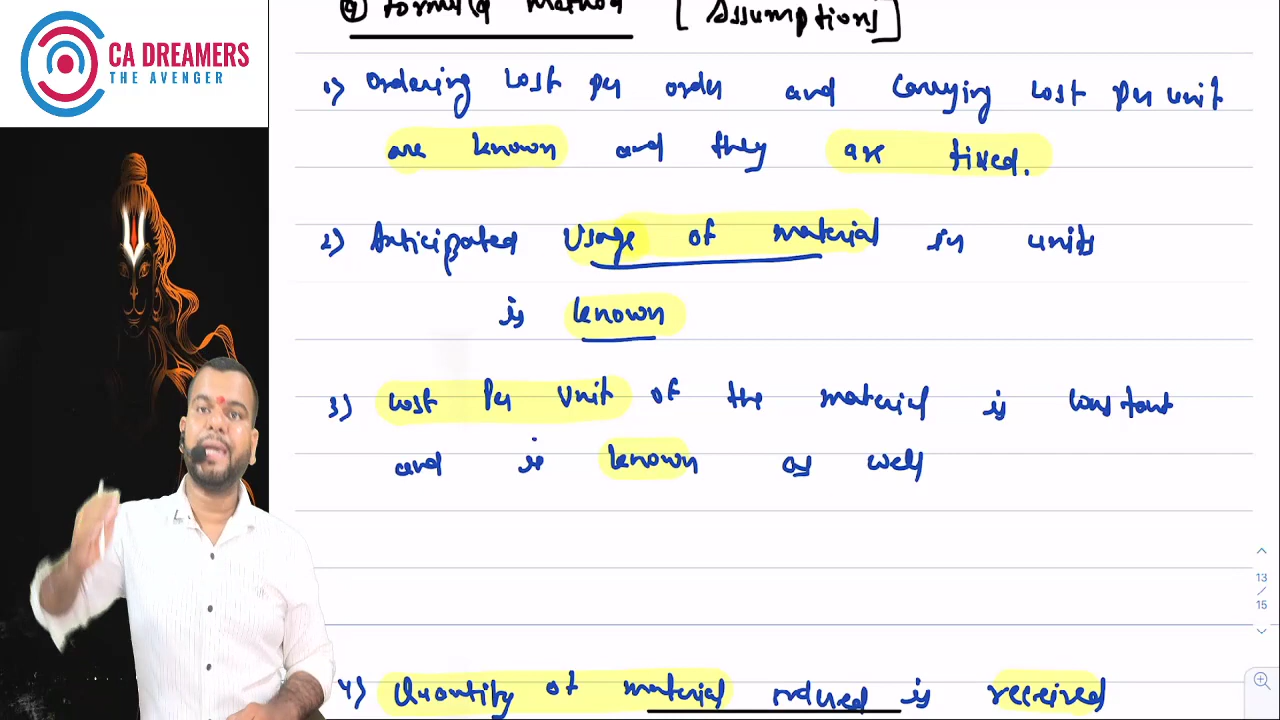 CA DREAMERS
THE AVENGER
Formula Method [Assumptions]
1) Ordering cost per order and carrying cost per unit
are known and they are fixed.
2) Anticipated Usage of material in units
is known
3) Cost Per Unit of the material is constant
and is known as well
4) Quantity of material ordered is received
13
/
15